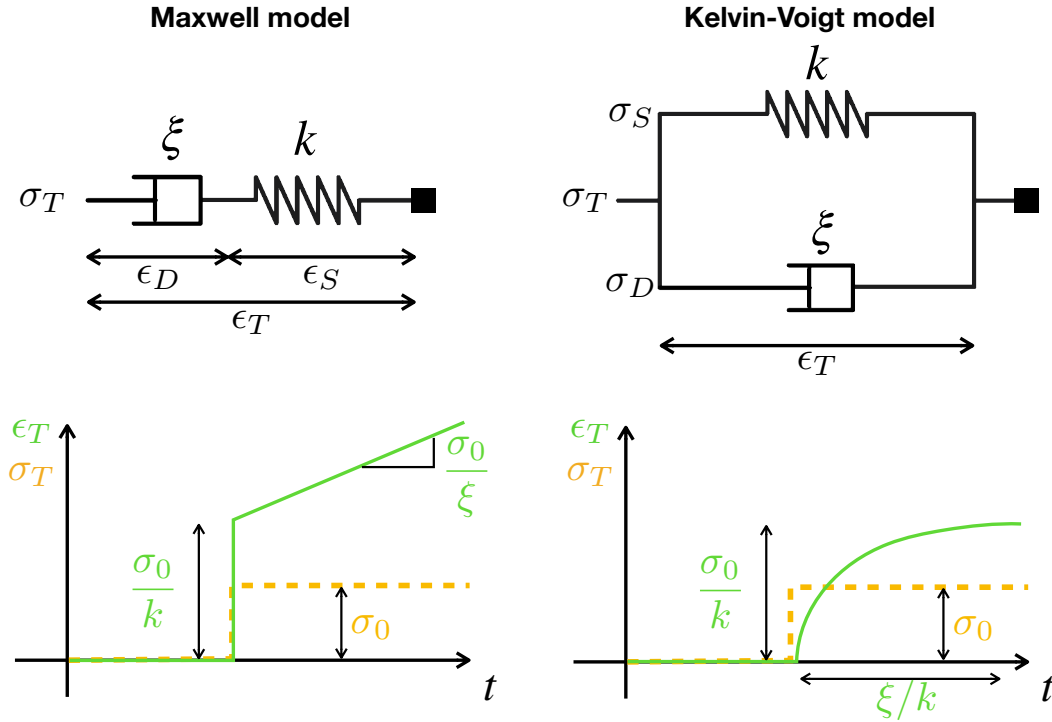 Maxwell model
ξ
k
σ_T
ϵ_D
ϵ_S
ϵ_T
Kelvin-Voigt model
k
σ_S
σ_T
ξ
σ_D
ϵ_T
ϵ_T
σ_T
σ_0
ξ
σ_0
k
σ_0
t
ϵ_T
σ_T
σ_0
k
σ_0
t
ξ/k